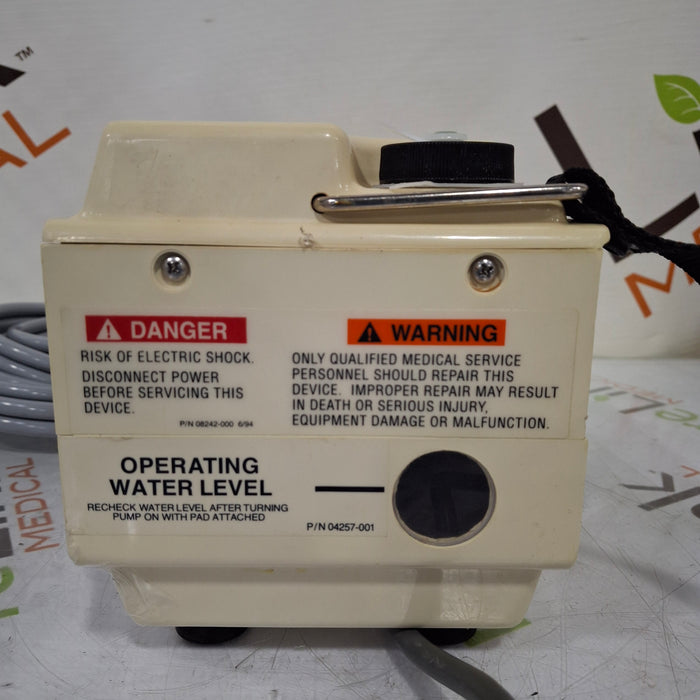 DANGER
RISK OF ELECTRIC SHOCK.
DISCONNECT POWER
BEFORE SERVICING THIS
DEVICE.
P/N 08242-000 6/94
WARNING
ONLY QUALIFIED MEDICAL SERVICE
PERSONNEL SHOULD REPAIR THIS
DEVICE. IMPROPER REPAIR MAY RESULT
IN DEATH OR SERIOUS INJURY,
EQUIPMENT DAMAGE OR MALFUNCTION.
OPERATING
WATER LEVEL
RECHECK WATER LEVEL AFTER TURNING
PUMP ON WITH PAD ATTACHED
P/N 04257-001
TM
MEDICAL